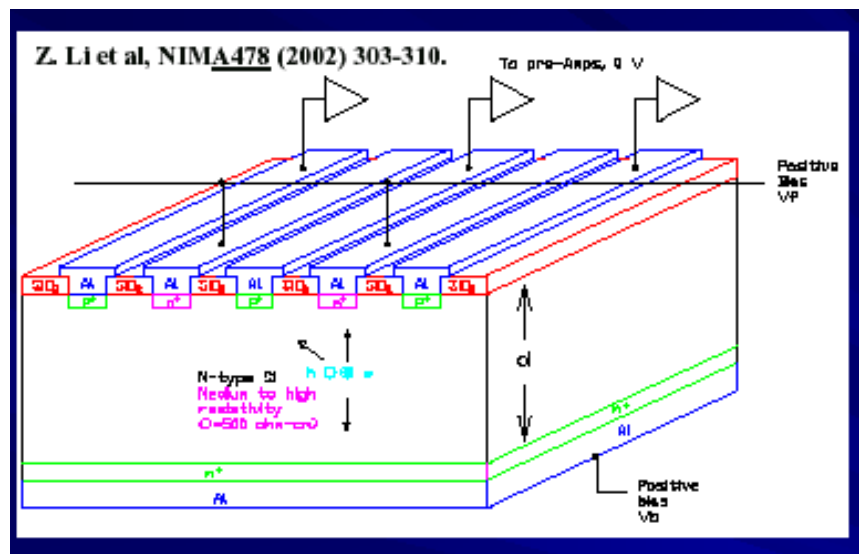 Z. Li et al, NIMA478 (2002) 303-310.
To pre-Amps, 0 V
Positive
Bias
VP
SiO₂ Al SiO₂ Al SiO₂ Al SiO₂ Al SiO₂ Al SiO₂
p⁺ n⁺ p⁺ n⁺ p⁺
d
N-type Si
Medium to high
resistivity
n⁺
Al
n⁺
Al
Positive
bias
Vb